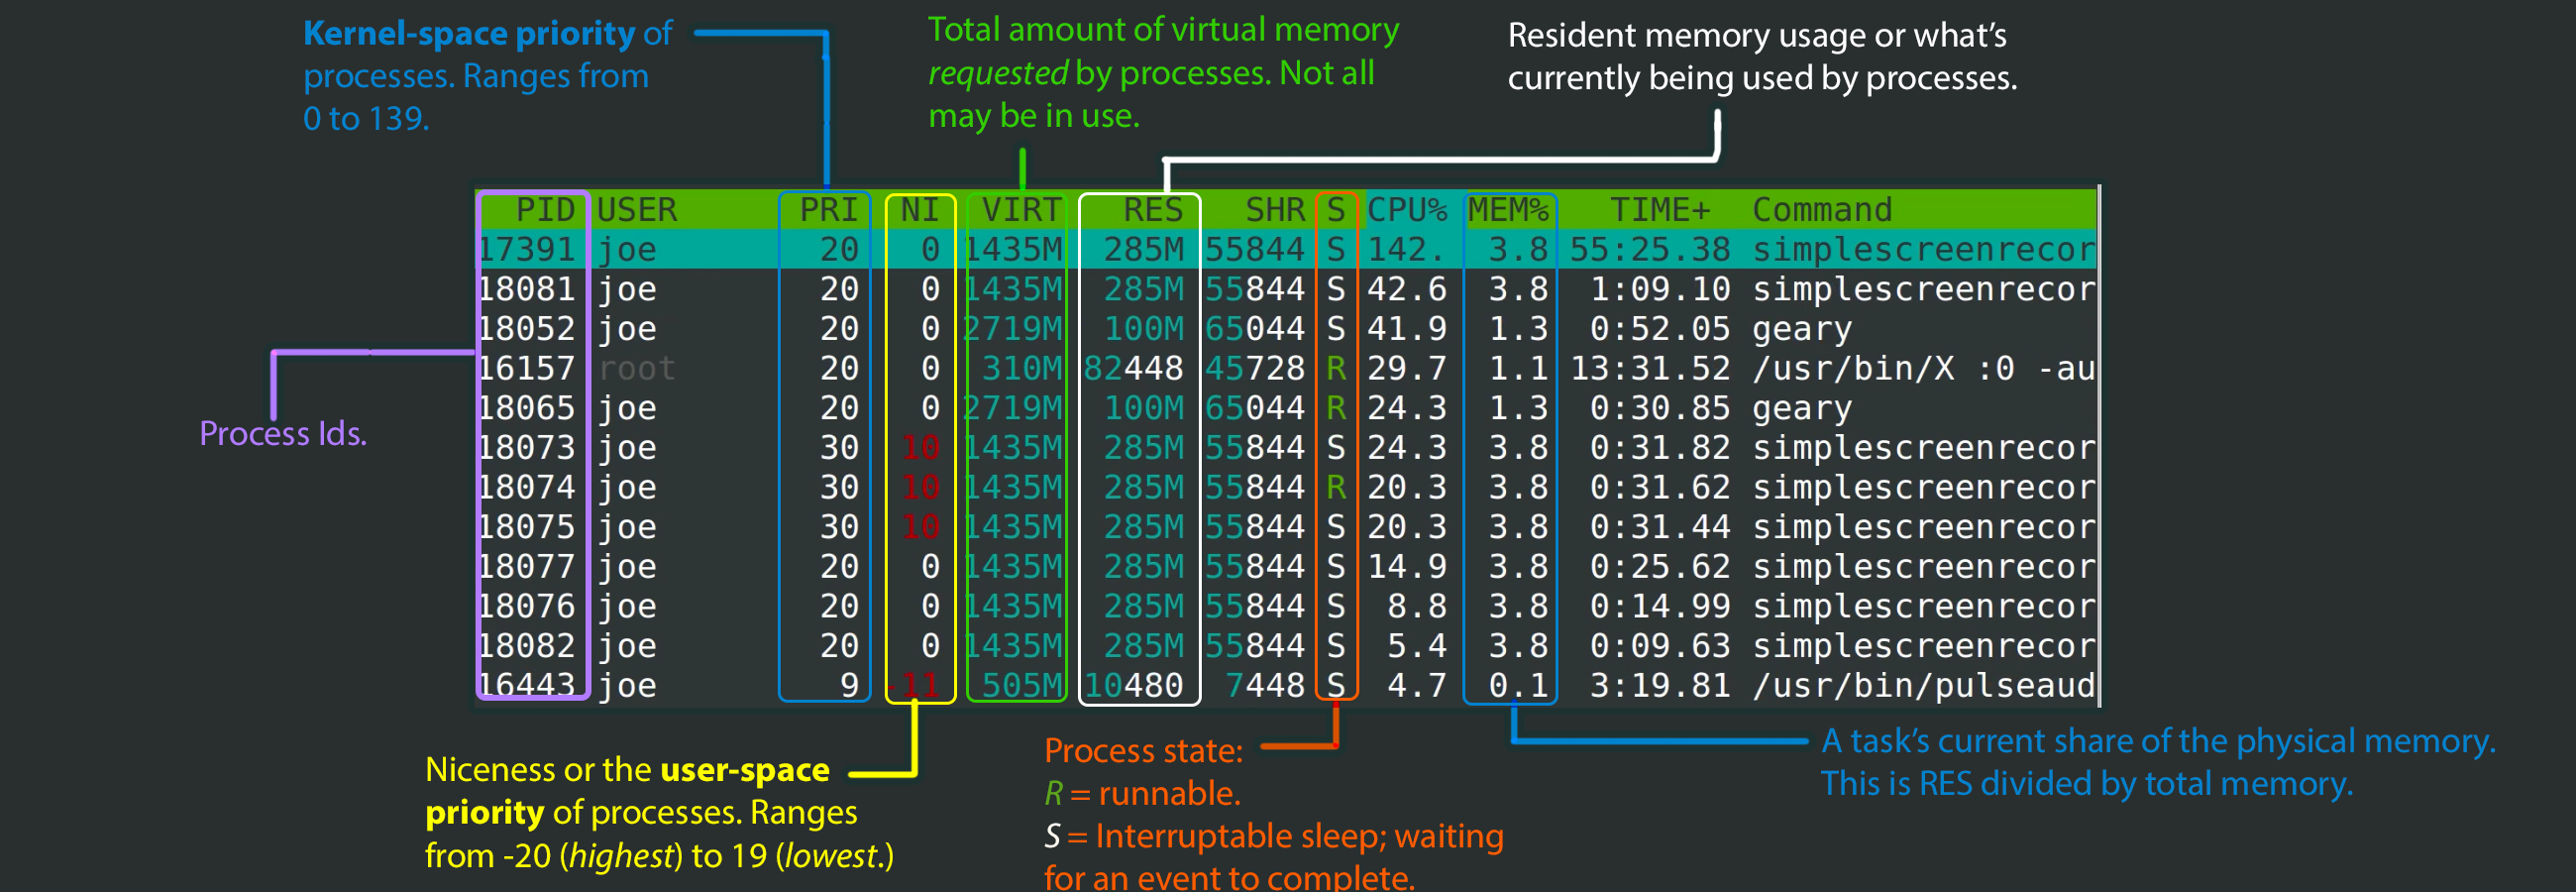 Kernel-space priority of
processes. Ranges from
0 to 139.
Total amount of virtual memory
requested by processes. Not all
may be in use.
Resident memory usage or what's
currently being used by processes.
PID USER PRI NI VIRT RES SHR S CPU% MEM% TIME+ Command
17391 joe 20 0 1435M 285M 55844 S 142. 3.8 55:25.38 simplescreenrecor
18081 joe 20 0 1435M 285M 55844 S 42.6 3.8 1:09.10 simplescreenrecor
18052 joe 20 0 2719M 100M 65044 S 41.9 1.3 0:52.05 geary
16157 root 20 0 310M 82448 45728 R 29.7 1.1 13:31.52 /usr/bin/X :0 -au
18065 joe 20 0 2719M 100M 65044 R 24.3 1.3 0:30.85 geary
18073 joe 30 10 1435M 285M 55844 S 24.3 3.8 0:31.82 simplescreenrecor
18074 joe 30 10 1435M 285M 55844 R 20.3 3.8 0:31.62 simplescreenrecor
18075 joe 30 10 1435M 285M 55844 S 20.3 3.8 0:31.44 simplescreenrecor
18077 joe 20 0 1435M 285M 55844 S 14.9 3.8 0:25.62 simplescreenrecor
18076 joe 20 0 1435M 285M 55844 S 8.8 3.8 0:14.99 simplescreenrecor
18082 joe 20 0 1435M 285M 55844 S 5.4 3.8 0:09.63 simplescreenrecor
16443 joe 9 -11 505M 10480 7448 S 4.7 0.1 3:19.81 /usr/bin/pulseaud
Process Ids.
Niceness or the user-space
priority of processes. Ranges
from -20 (highest) to 19 (lowest.)
Process state:
R = runnable.
S = Interruptable sleep; waiting
for an event to complete.
A task's current share of the physical memory.
This is RES divided by total memory.